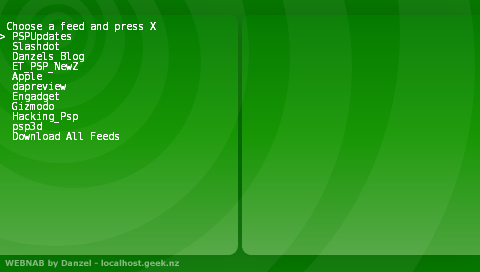 Choose a feed and press X
> PSPUpdates
Slashdot
Danzels Blog
ET_PSP_NewZ
Apple
dapreview
Engadget
Gizmodo
Hacking_Psp
psp3d
Download All Feeds
WEBNAB by Danzel - localhost.geek.nz